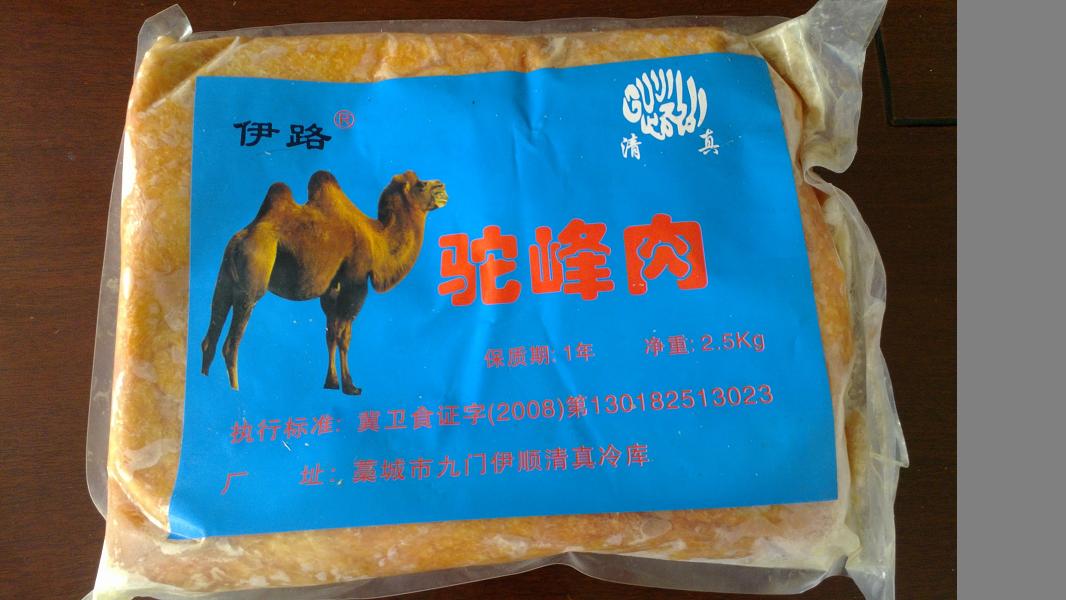 伊路®
清真
驼峰肉
保质期: 1年 净重: 2.5Kg
执行标准: 冀卫食证字(2008)第130182513023
厂 址: 藁城市九门伊顺清真冷库